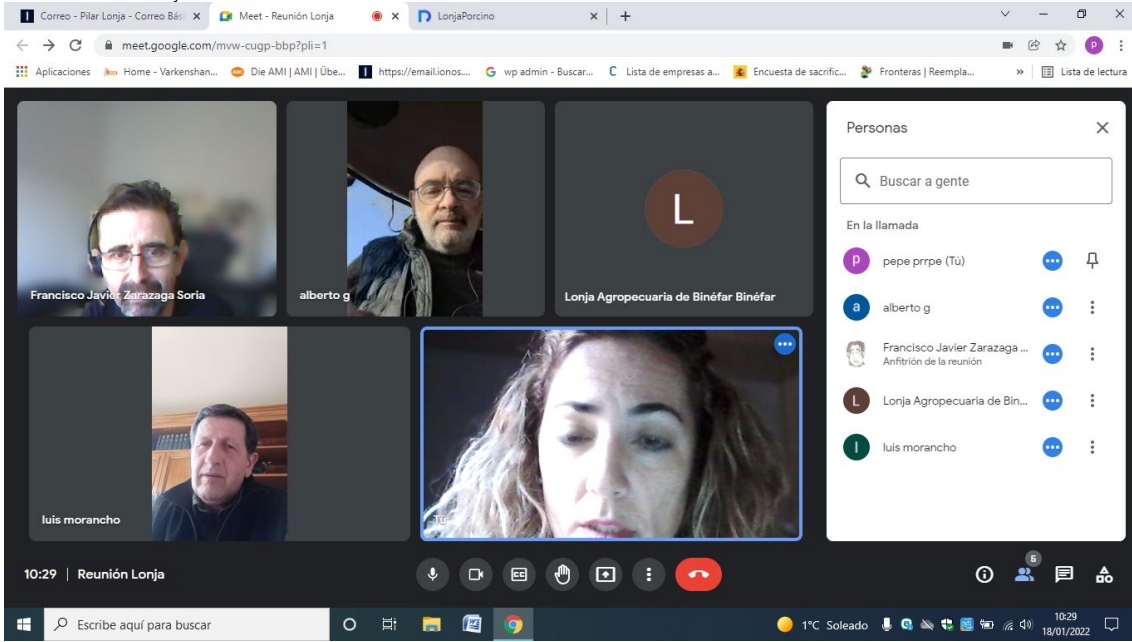 Correo - Pilar Lonja - Correo Bási
Meet - Reunión Lonja
LonjaPorcino
meet.google.com/mvw-cugp-bbp?pli=1
P
Aplicaciones
Home - Varkenshan...
Die AMI | AMI | Übe...
https://email.ionos....
wp admin - Buscar...
Lista de empresas a...
Encuesta de sacrific...
Fronteras | Reempla...
»
Lista de lectura
Francisco Javier Zarazaga Soria
alberto g
L
Lonja Agropecuaria de Binéfar Binéfar
luis morancho
Tú
Personas
Buscar a gente
En la llamada
p pepe prrpe (Tú)
a alberto g
Francisco Javier Zarazaga ...
Anfitrión de la reunión
L Lonja Agropecuaria de Bin...
l luis morancho
10:29 | Reunión Lonja
5
Escribe aquí para buscar
1°C Soleado
10:29
18/01/2022